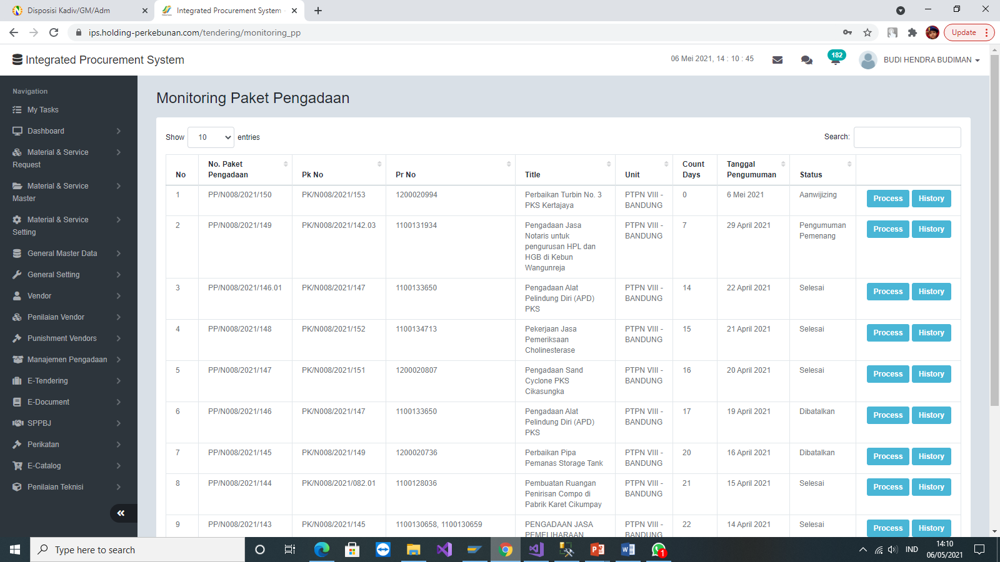 Disposisi Kadiv/GM/Adm
Integrated Procurement System
ips.holding-perkebunan.com/tendering/monitoring_pp
Update
Integrated Procurement System
06 Mei 2021, 14 : 10 : 45
182
BUDI HENDRA BUDIMAN
Navigation
My Tasks
Dashboard
Material & Service
Request
Material & Service
Master
Material & Service
Setting
General Master Data
General Setting
Vendor
Penilaian Vendor
Punishment Vendors
Manajemen Pengadaan
E-Tendering
E-Document
SPPBJ
Perikatan
E-Catalog
Penilaian Teknisi
Monitoring Paket Pengadaan
Show 10 entries
Search:
No
No. Paket
Pengadaan
Pk No
Pr No
Title
Unit
Count
Days
Tanggal
Pengumuman
Status
1
PP/N008/2021/150
PK/N008/2021/153
1200020994
Perbaikan Turbin No. 3
PKS Kertajaya
PTPN VIII -
BANDUNG
0
6 Mei 2021
Aanwijizing
Process
History
2
PP/N008/2021/149
PK/N008/2021/142.03
1100131934
Pengadaan Jasa
Notaris untuk
pengurusan HPL dan
HGB di Kebun
Wangunreja
PTPN VIII -
BANDUNG
7
29 April 2021
Pengumuman
Pemenang
Process
History
3
PP/N008/2021/146.01
PK/N008/2021/147
1100133650
Pengadaan Alat
Pelindung Diri (APD)
PKS
PTPN VIII -
BANDUNG
14
22 April 2021
Selesai
Process
History
4
PP/N008/2021/148
PK/N008/2021/152
1100134713
Pekerjaan Jasa
Pemeriksaan
Cholinesterase
PTPN VIII -
BANDUNG
15
21 April 2021
Selesai
Process
History
5
PP/N008/2021/147
PK/N008/2021/151
1200020807
Pengadaan Sand
Cyclone PKS
Cikasungka
PTPN VIII -
BANDUNG
16
20 April 2021
Selesai
Process
History
6
PP/N008/2021/146
PK/N008/2021/147
1100133650
Pengadaan Alat
Pelindung Diri (APD)
PKS
PTPN VIII -
BANDUNG
17
19 April 2021
Dibatalkan
Process
History
7
PP/N008/2021/145
PK/N008/2021/149
1200020736
Perbaikan Pipa
Pemanas Storage Tank
PTPN VIII -
BANDUNG
20
16 April 2021
Dibatalkan
Process
History
8
PP/N008/2021/144
PK/N008/2021/082.01
1100128036
Pembuatan Ruangan
Penirisan Compo di
Pabrik Karet Cikumpay
PTPN VIII -
BANDUNG
21
15 April 2021
Selesai
Process
History
9
PP/N008/2021/143
PK/N008/2021/145
1100130658, 1100130659
PENGADAAN JASA
PEMELIHARAAN
PTPN VIII -
BANDUNG
22
14 April 2021
Selesai
Process
History
Type here to search
1
IND
14:10
06/05/2021